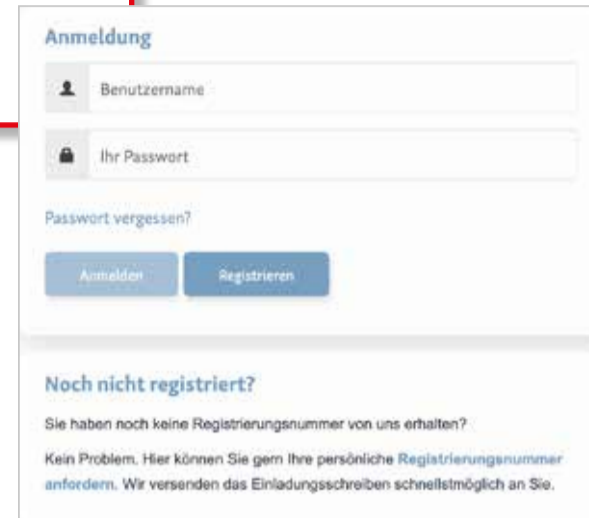 Anmeldung
Benutzername
Ihr Passwort
Passwort vergessen?
Anmelden
Registrieren
Noch nicht registriert?
Sie haben noch keine Registrierungsnummer von uns erhalten?
Kein Problem. Hier können Sie gern Ihre persönliche Registrierungsnummer
anfordern. Wir versenden das Einladungsschreiben schnellstmöglich an Sie.